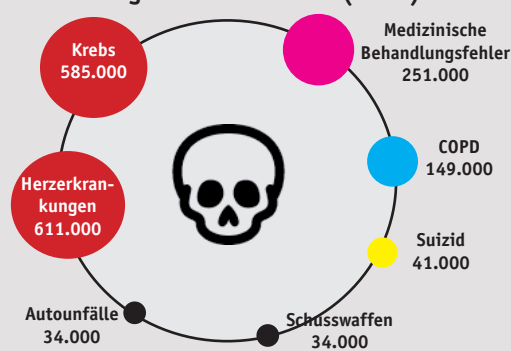 Krebs
585.000
Medizinische
Behandlungsfehler
251.000
COPD
149.000
Herzerkran-
kungen
611.000
Suizid
41.000
Autounfälle
34.000
Schusswaffen
34.000